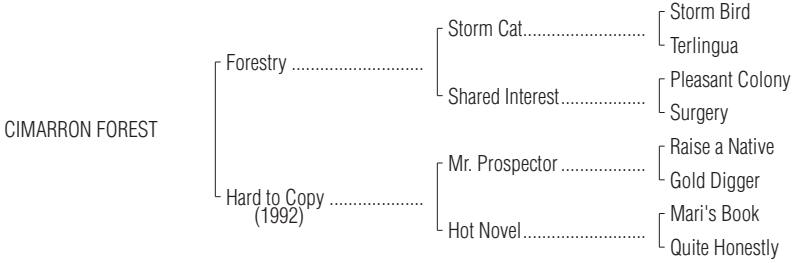 Storm Bird
Storm Cat..........................
Terlingua
Forestry ............................
Pleasant Colony
Shared Interest..................
Surgery
CIMARRON FOREST
Raise a Native
Mr. Prospector ..................
Gold Digger
Hard to Copy ....................
(1992)
Mari's Book
Hot Novel..........................
Quite Honestly